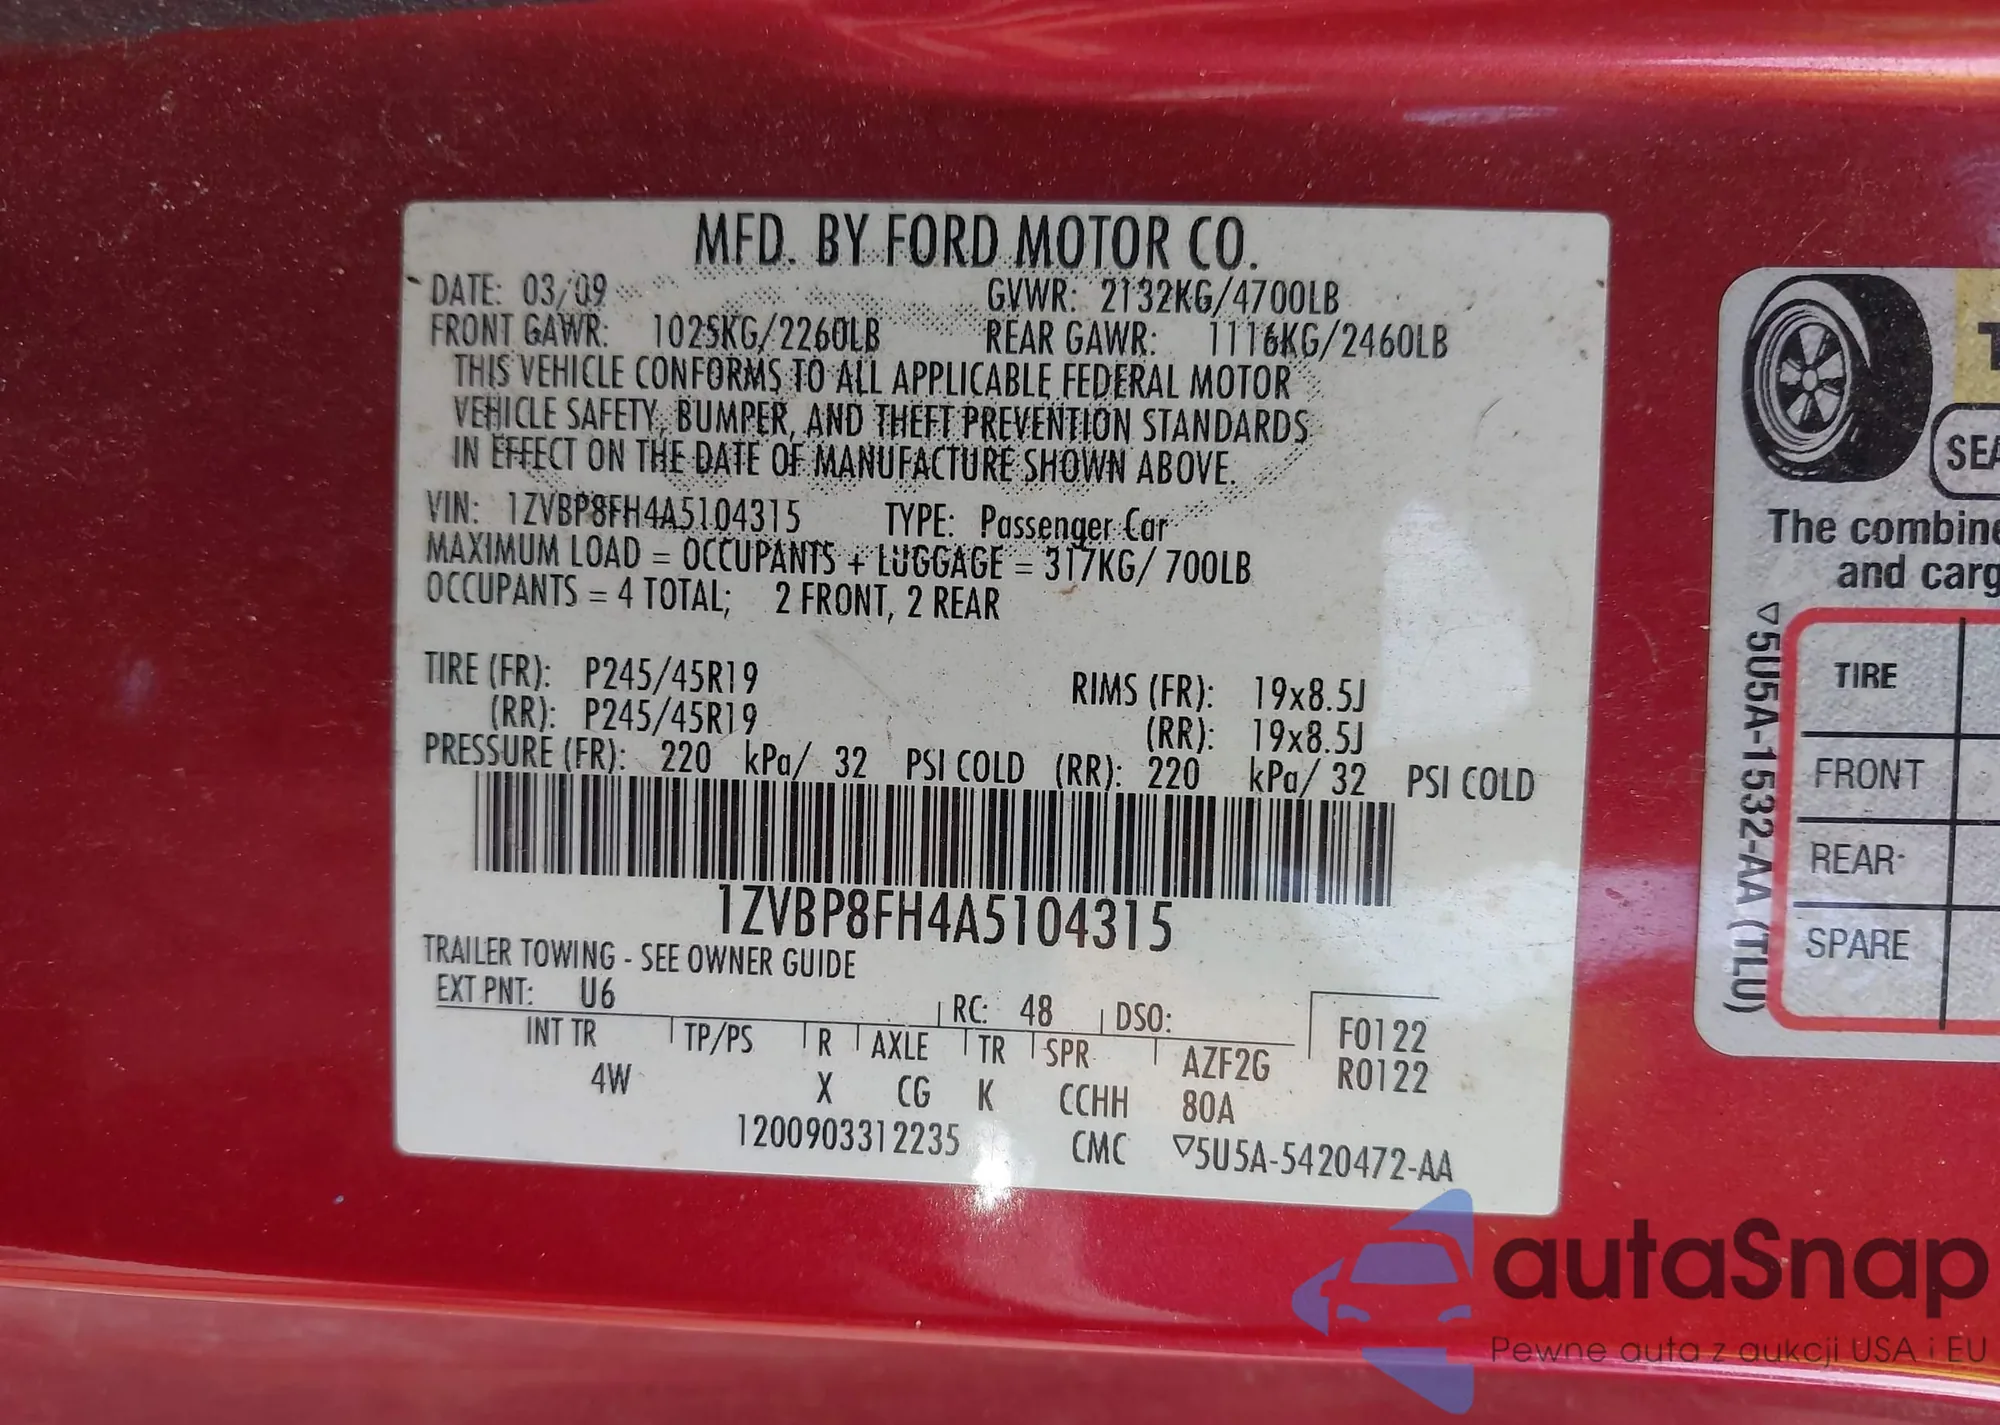 MFD. BY FORD MOTOR CO.
DATE: 03/09 GVWR: 2132KG/4700LB
FRONT GAWR: 1025KG/2260LB REAR GAWR: 1116KG/2460LB
THIS VEHICLE CONFORMS TO ALL APPLICABLE FEDERAL MOTOR
VEHICLE SAFETY, BUMPER, AND THEFT PREVENTION STANDARDS
IN EFFECT ON THE DATE OF MANUFACTURE SHOWN ABOVE.
VIN: 1ZVBP8FH4A5104315 TYPE: Passenger Car
MAXIMUM LOAD = OCCUPANTS + LUGGAGE = 317KG/ 700LB
OCCUPANTS = 4 TOTAL; 2 FRONT, 2 REAR
TIRE (FR): P245/45R19 RIMS (FR): 19x8.5J
(RR): P245/45R19 (RR): 19x8.5J
PRESSURE (FR): 220 kPa/ 32 PSI COLD (RR): 220 kPa/ 32 PSI COLD
1ZVBP8FH4A5104315
TRAILER TOWING - SEE OWNER GUIDE
EXT PNT: U6 RC: 48 DSO: F0122
INT TR TP/PS R AXLE TR SPR AZF2G R0122
4W X CG K CCHH 80A
1200903312235 CMC ▽5U5A-5420472-AA
T
SEA
The combine
and carg
▽5U5A-1532-AA (TLU)
TIRE
FRONT
REAR
SPARE
autaSnap
Pewne auta z aukcji USA i EU